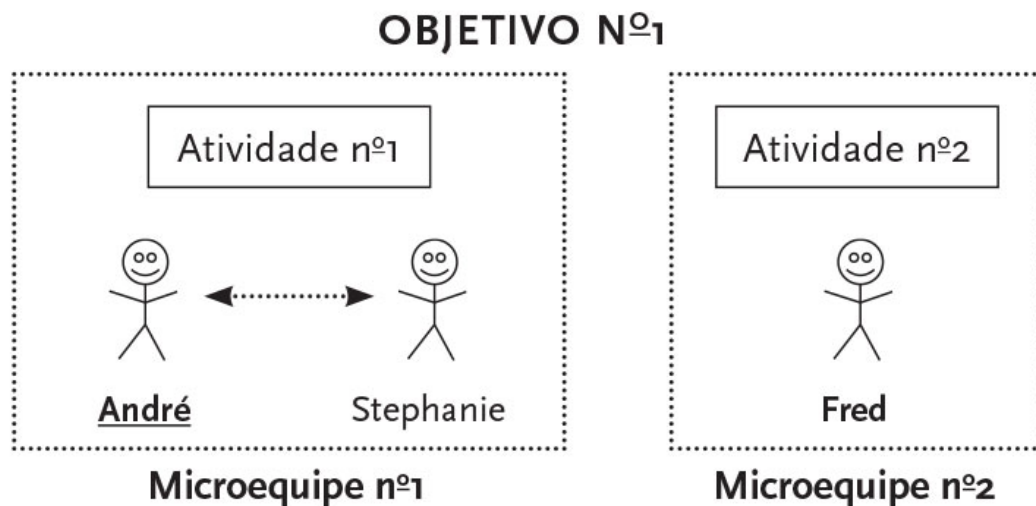 OBJETIVO Nº1
Atividade nº1
André
Stephanie
Microequipe nº1
Atividade nº2
Fred
Microequipe nº2